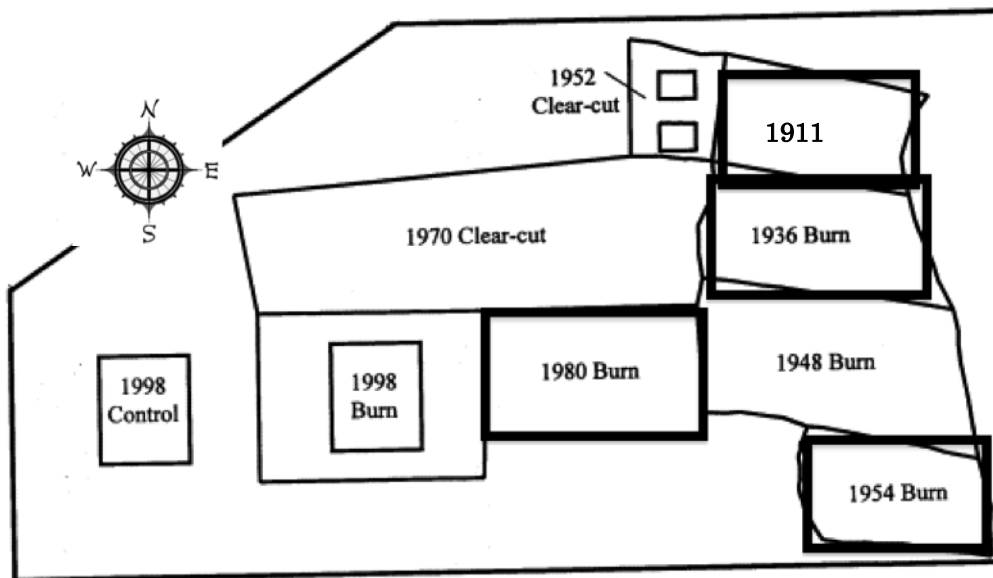 1952
Clear-cut
1911
N
W
E
S
1970 Clear-cut
1936 Burn
1998
Control
1998
Burn
1980 Burn
1948 Burn
1954 Burn